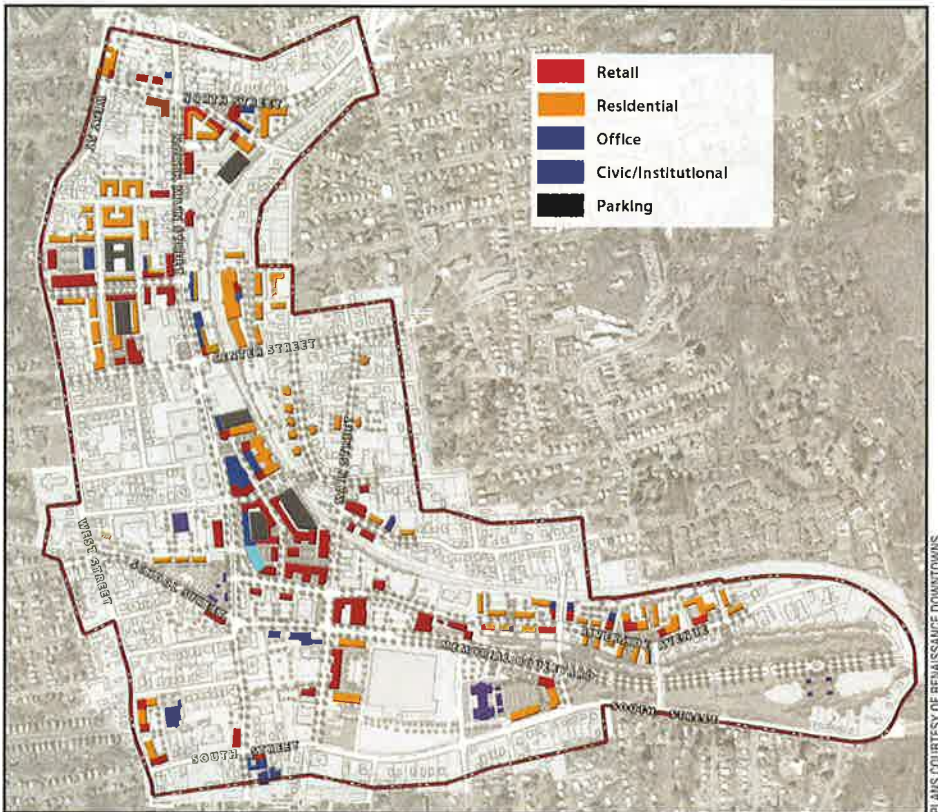 Retail
Residential
Office
Civic/Institutional
Parking
NORTH STREET
CENTER STREET
MAIN STREET
WEST STREET
SCHOOL STREET
MEMORIAL BOULEVARD
RIVERSIDE AVENUE
SOUTH STREET
SOUTH STREET
PLANS COURTESY OF RENAISSANCE DOWNTOWNS